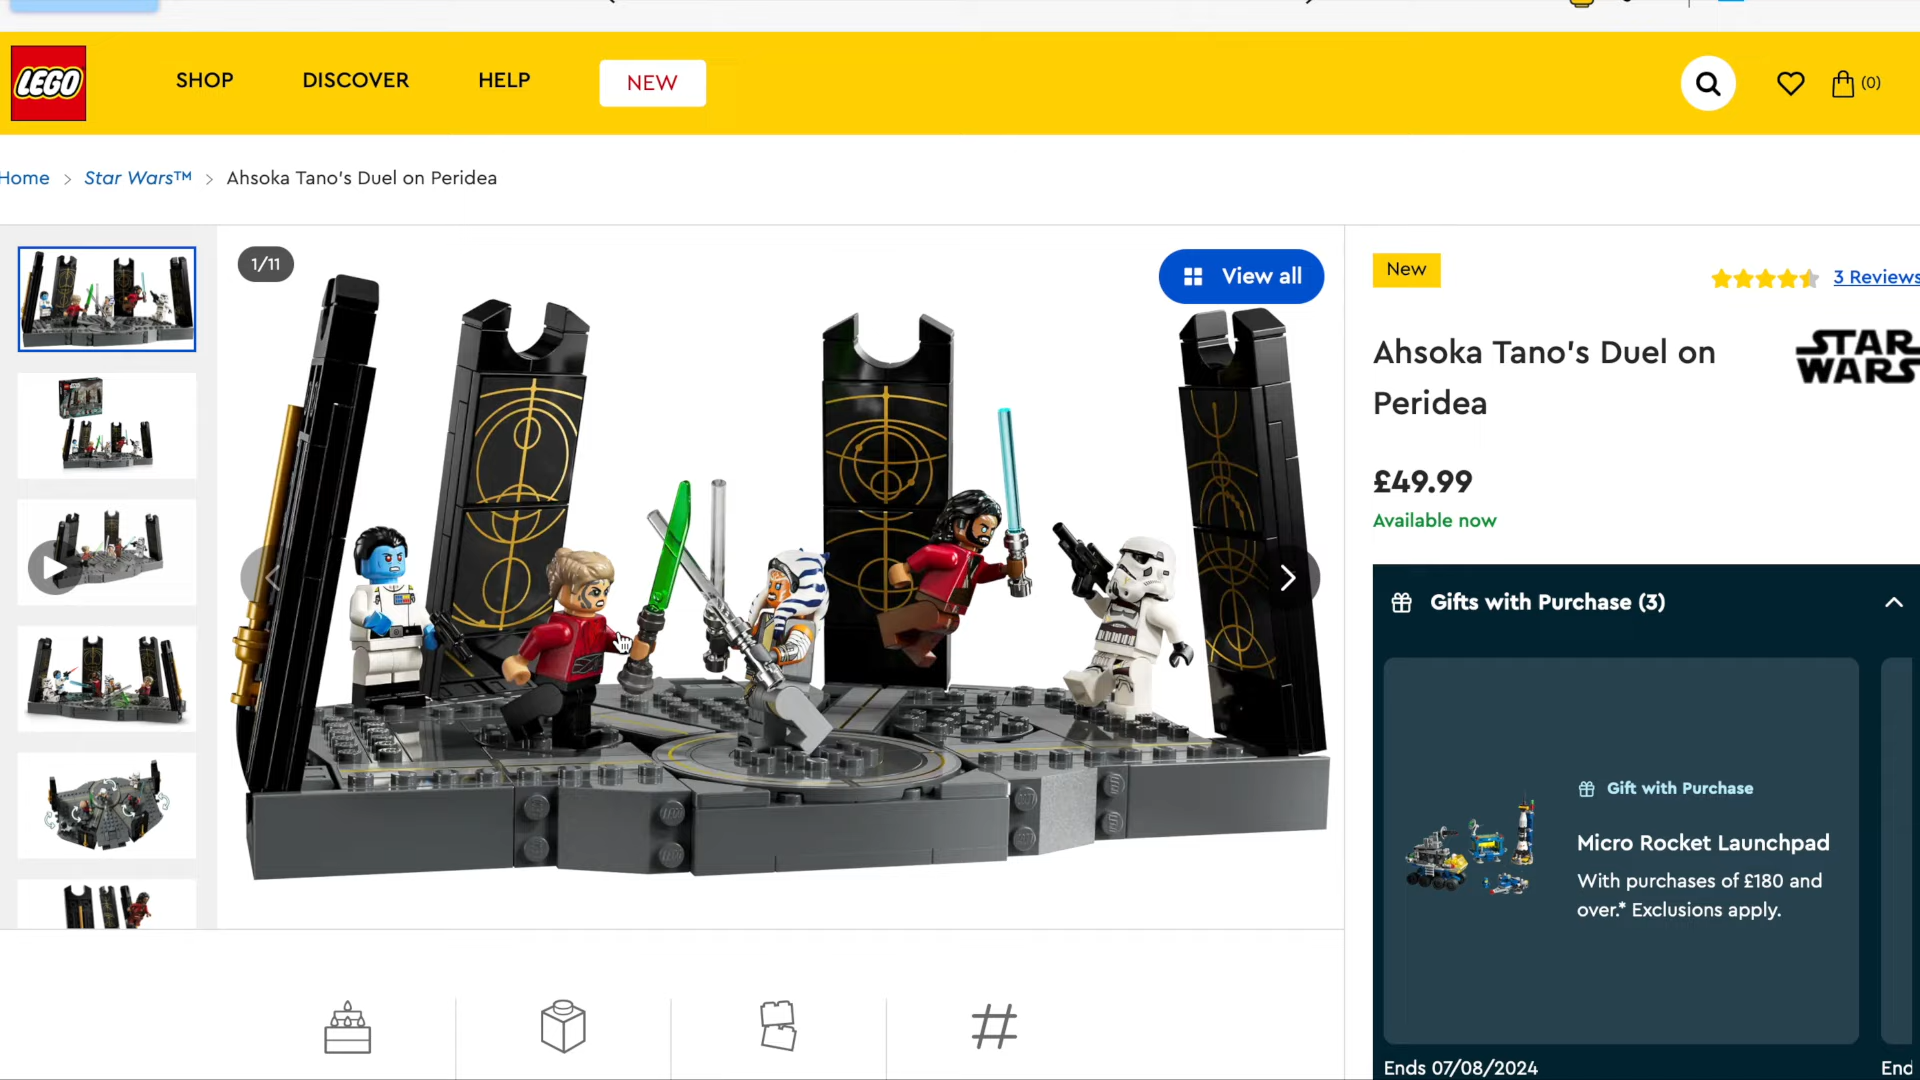 LEGO
SHOP
DISCOVER
HELP
NEW
(0)
Home > Star Wars™ > Ahsoka Tano's Duel on Peridea
1/11
View all
New
3 Reviews
Ahsoka Tano's Duel on
Peridea
STAR
WARS
£49.99
Available now
Gifts with Purchase (3)
Gift with Purchase
Micro Rocket Launchpad
With purchases of £180 and
over.* Exclusions apply.
Ends 07/08/2024
End
#